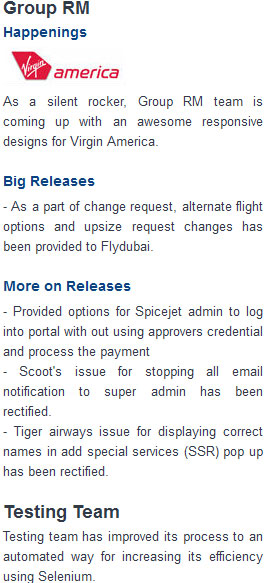 Group RM
Happenings
Virgin america
As a silent rocker, Group RM team is
coming up with an awesome responsive
designs for Virgin America.
Big Releases
- As a part of change request, alternate flight
options and upsize request changes has
been provided to Flydubai.
More on Releases
- Provided options for Spicejet admin to log
into portal with out using approvers credential
and process the payment
- Scoot's issue for stopping all email
notification to super admin has been
rectified.
- Tiger airways issue for displaying correct
names in add special services (SSR) pop up
has been rectified.
Testing Team
Testing team has improved its process to an
automated way for increasing its efficiency
using Selenium.